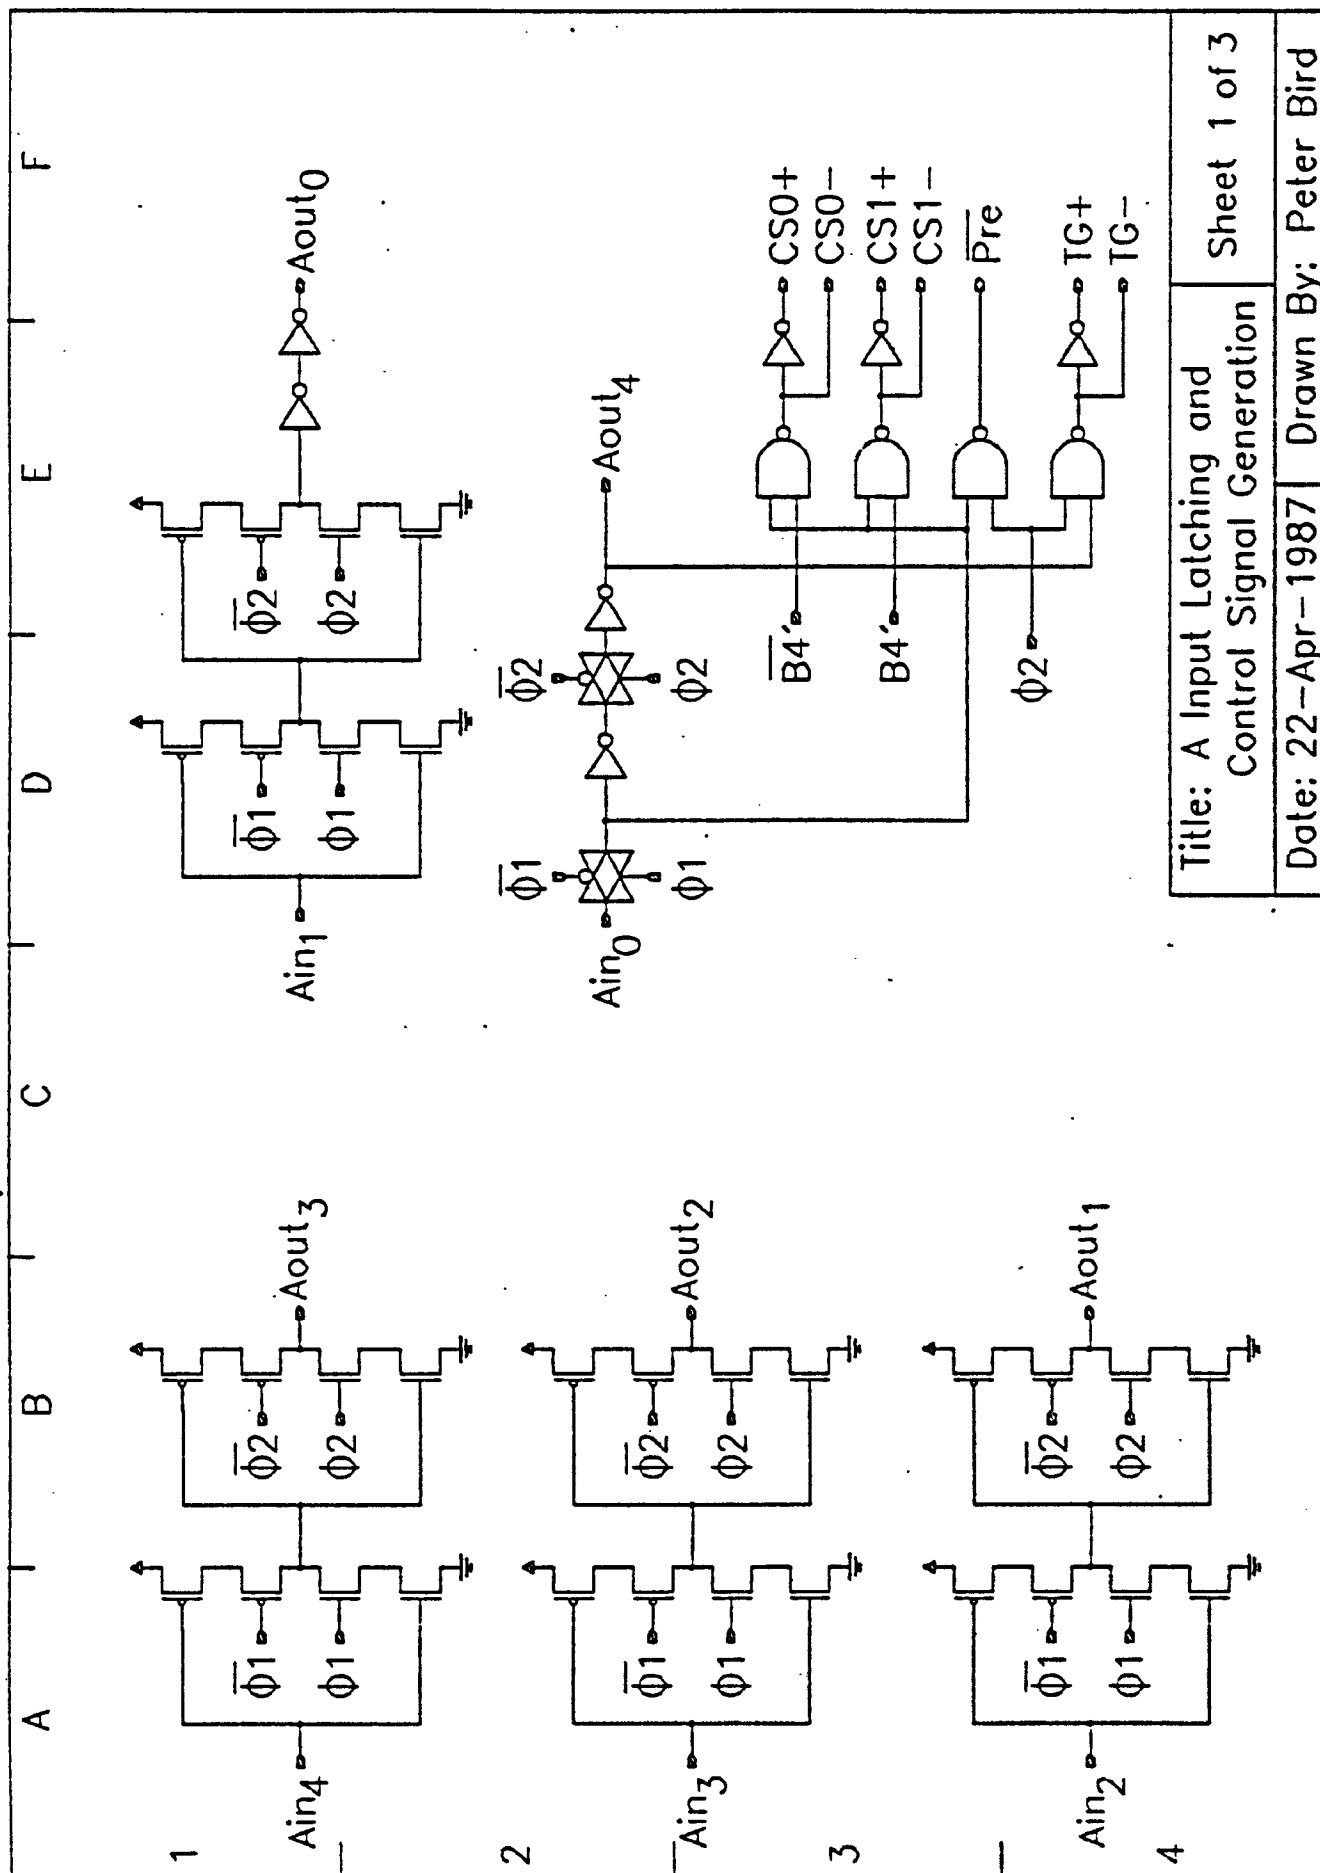 A B C D E F
1
2
3
4
Ain4
Φ1
Φ1
Φ2
Φ2
Aout3
Ain3
Φ1
Φ1
Φ2
Φ2
Aout2
Ain2
Φ1
Φ1
Φ2
Φ2
Aout1
Ain1
Φ1
Φ1
Φ2
Φ2
Aout0
Ain0
Φ1
Φ1
Φ2
Φ2
Aout4
B4'
B4'
Φ2
CS0+
CS0-
CS1+
CS1-
Pre
TG+
TG-
Title: A Input Latching and
Control Signal Generation
Sheet 1 of 3
Date: 22-Apr-1987
Drawn By: Peter Bird